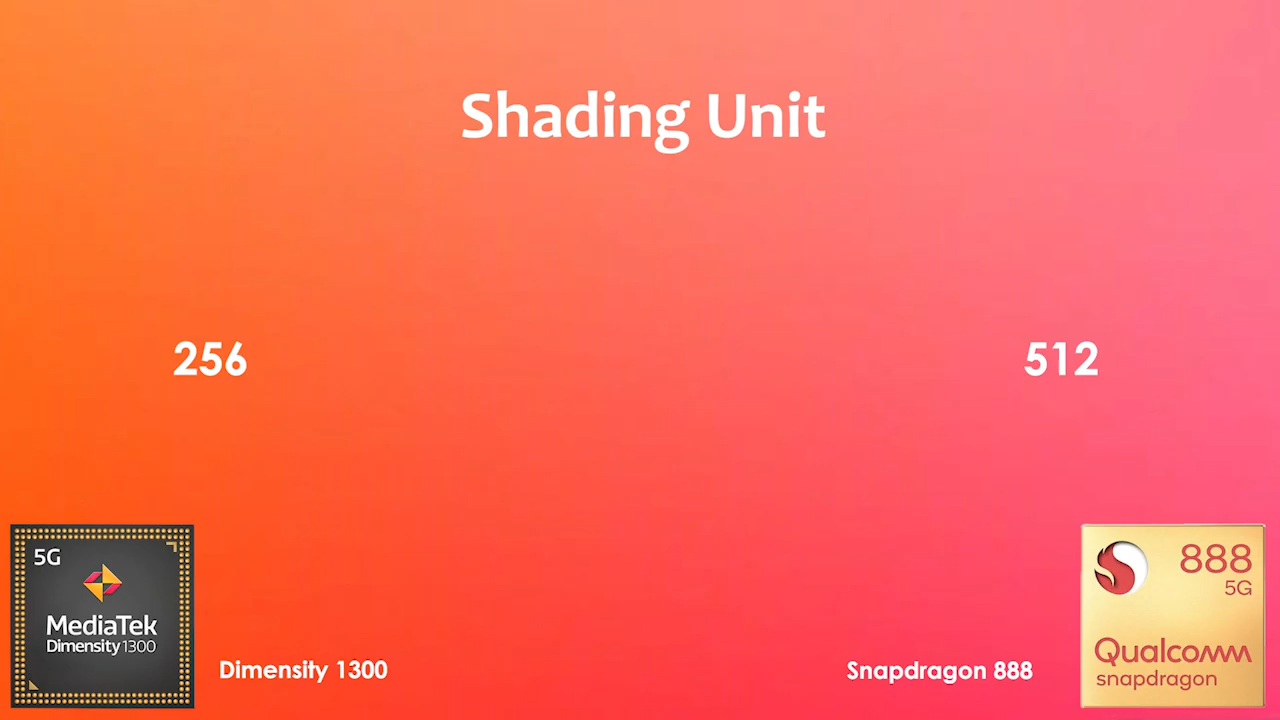 Shading Unit
256
512
5G
MediaTek
Dimensity 1300
Dimensity 1300
Snapdragon 888
888
5G
Qualcomm
snapdragon